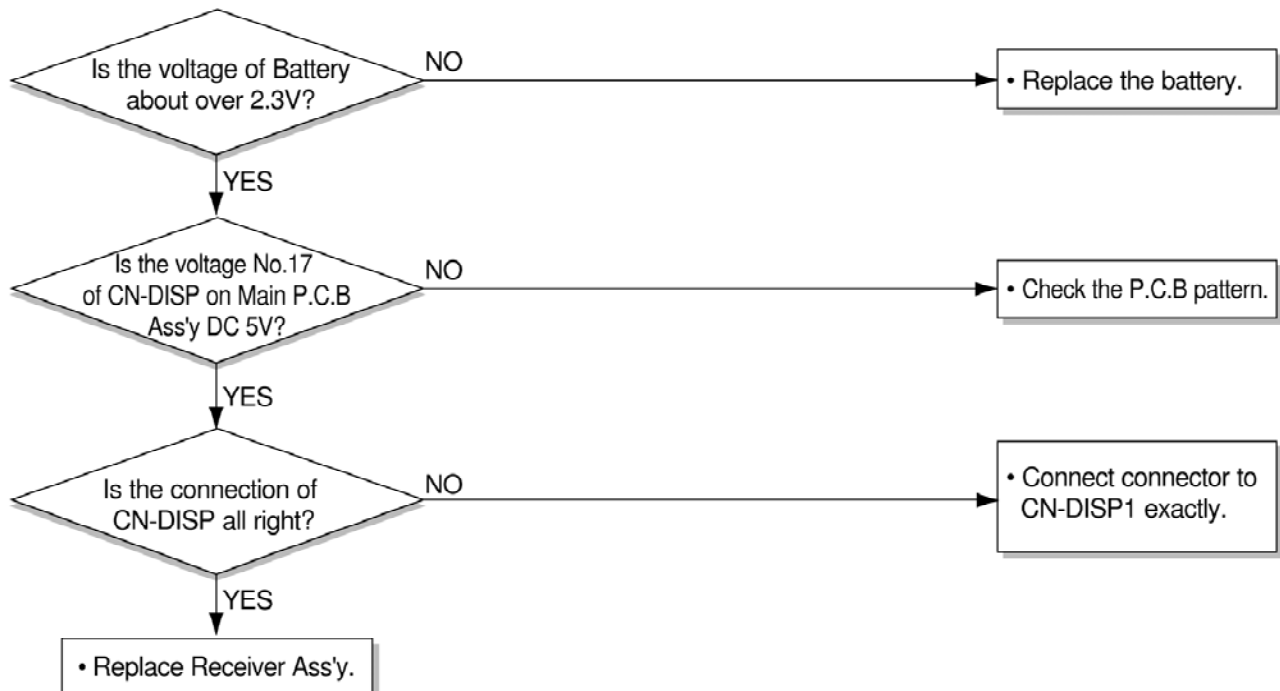 Is the voltage of Battery
about over 2.3V?
NO
• Replace the battery.
YES
Is the voltage No.17
of CN-DISP on Main P.C.B
Ass'y DC 5V?
NO
• Check the P.C.B pattern.
YES
Is the connection of
CN-DISP all right?
NO
• Connect connector to
CN-DISP1 exactly.
YES
• Replace Receiver Ass'y.